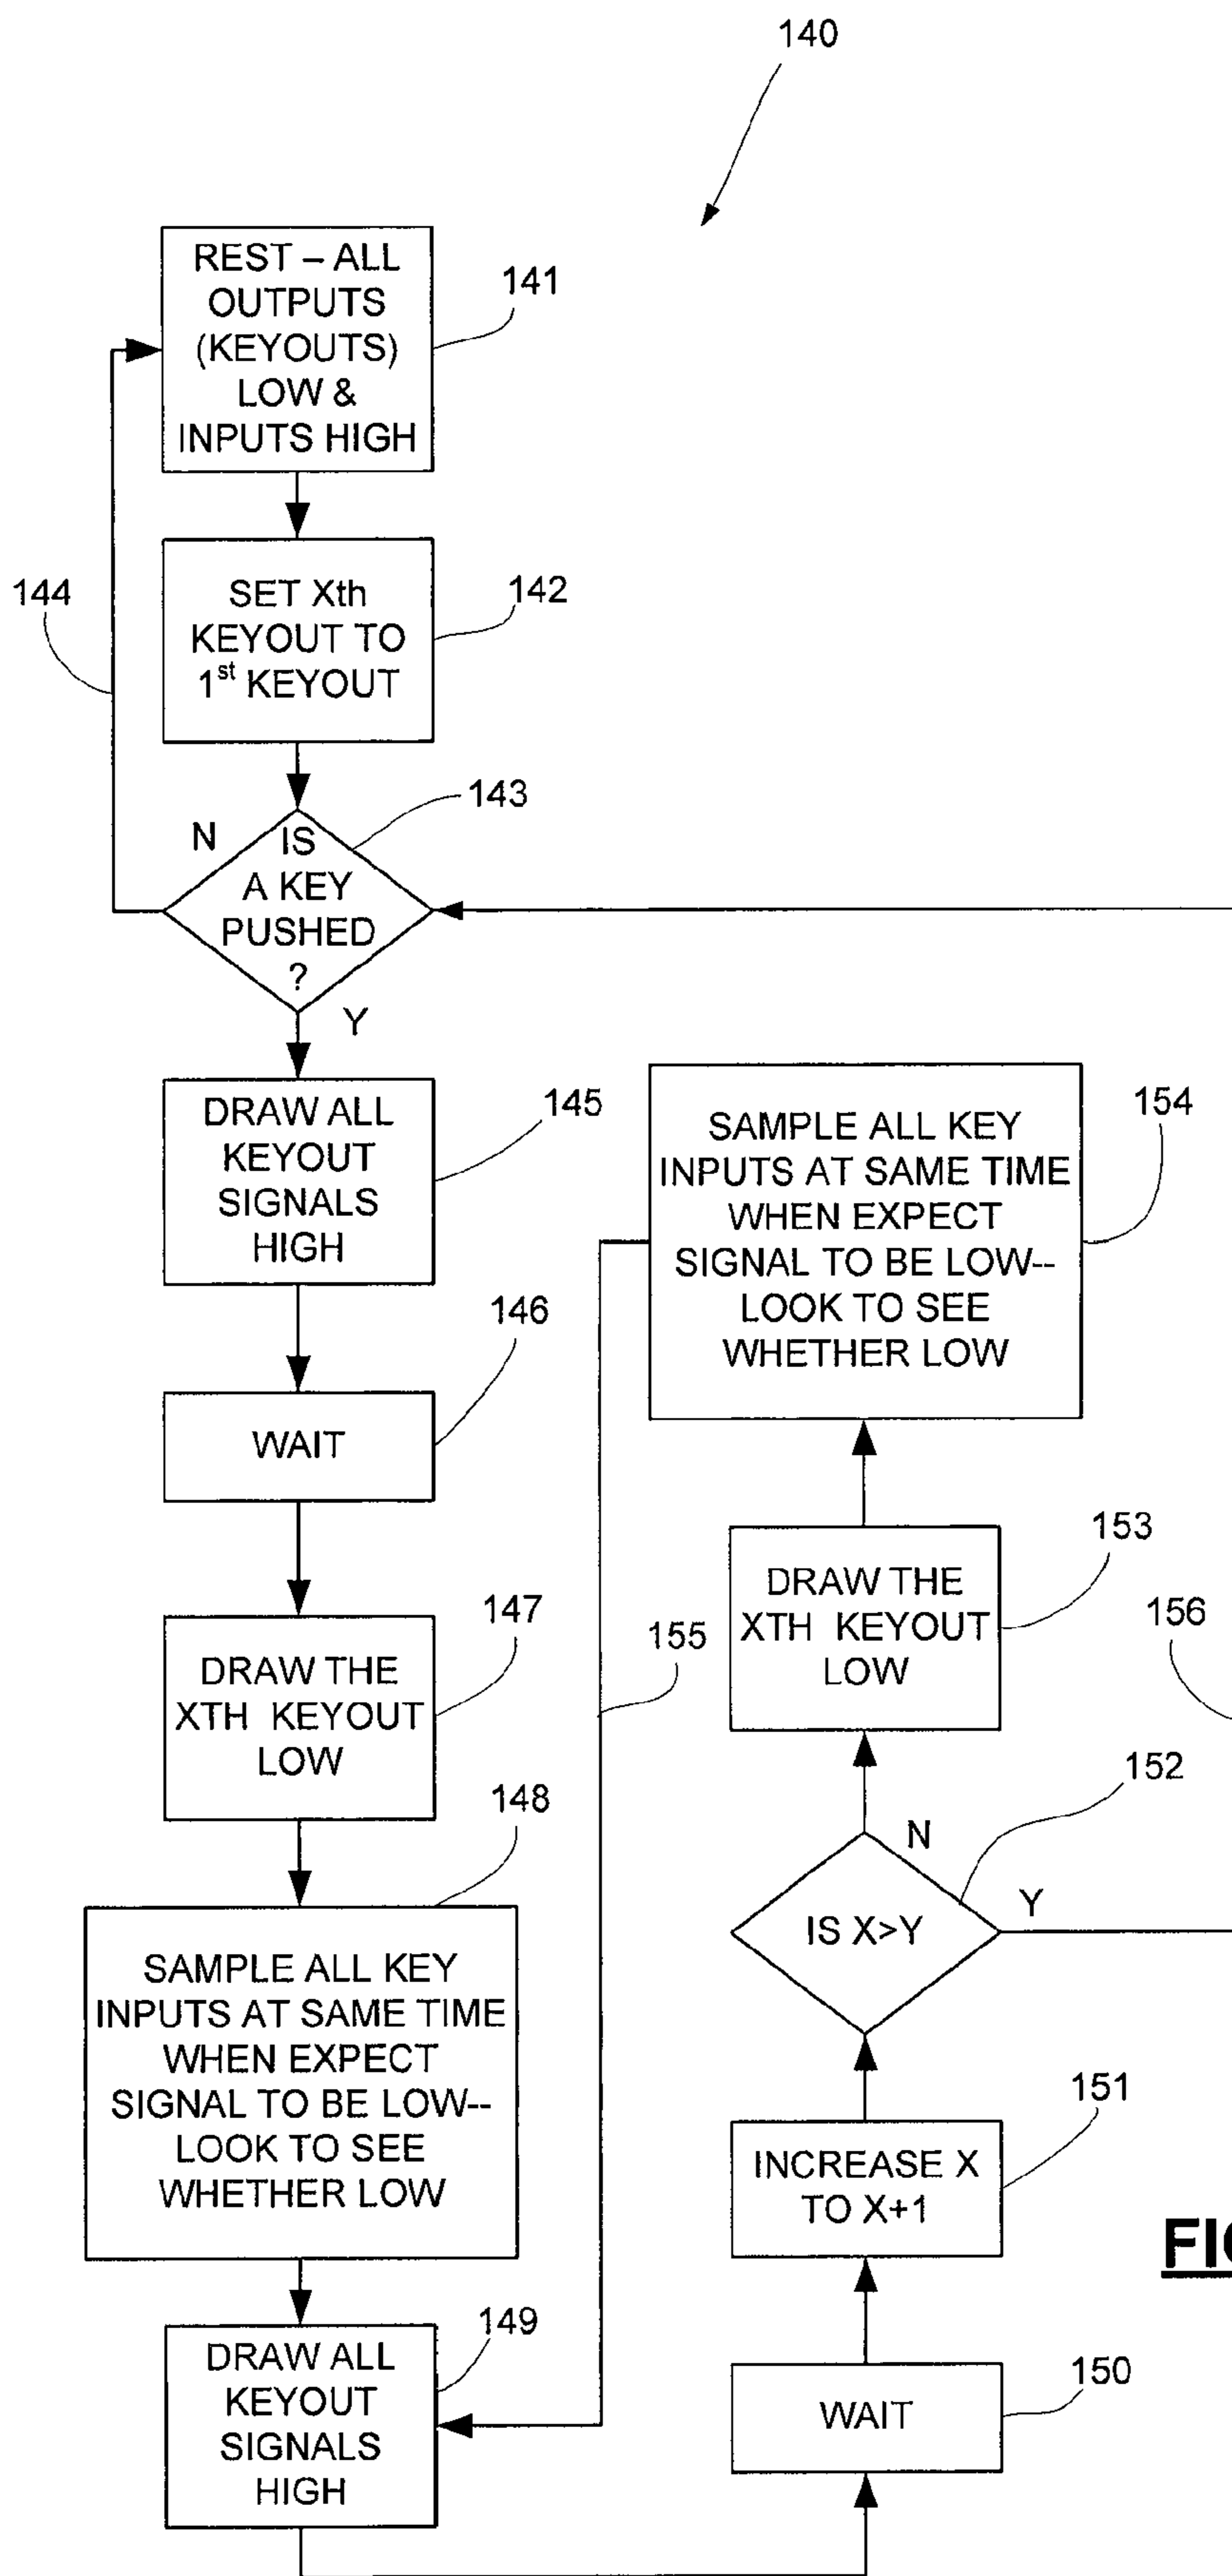 140
REST – ALL
OUTPUTS
(KEYOUTS)
LOW &
INPUTS HIGH
141
SET Xth
KEYOUT TO
1st KEYOUT
142
144
143
N
IS
A KEY
PUSHED
?
Y
DRAW ALL
KEYOUT
SIGNALS
HIGH
145
WAIT
146
DRAW THE
XTH KEYOUT
LOW
147
SAMPLE ALL KEY
INPUTS AT SAME TIME
WHEN EXPECT
SIGNAL TO BE LOW--
LOOK TO SEE
WHETHER LOW
148
DRAW ALL
KEYOUT
SIGNALS
HIGH
149
SAMPLE ALL KEY
INPUTS AT SAME TIME
WHEN EXPECT
SIGNAL TO BE LOW--
LOOK TO SEE
WHETHER LOW
154
155
DRAW THE
XTH KEYOUT
LOW
153
156
152
N
IS X>Y
Y
INCREASE X
TO X+1
151
WAIT
150